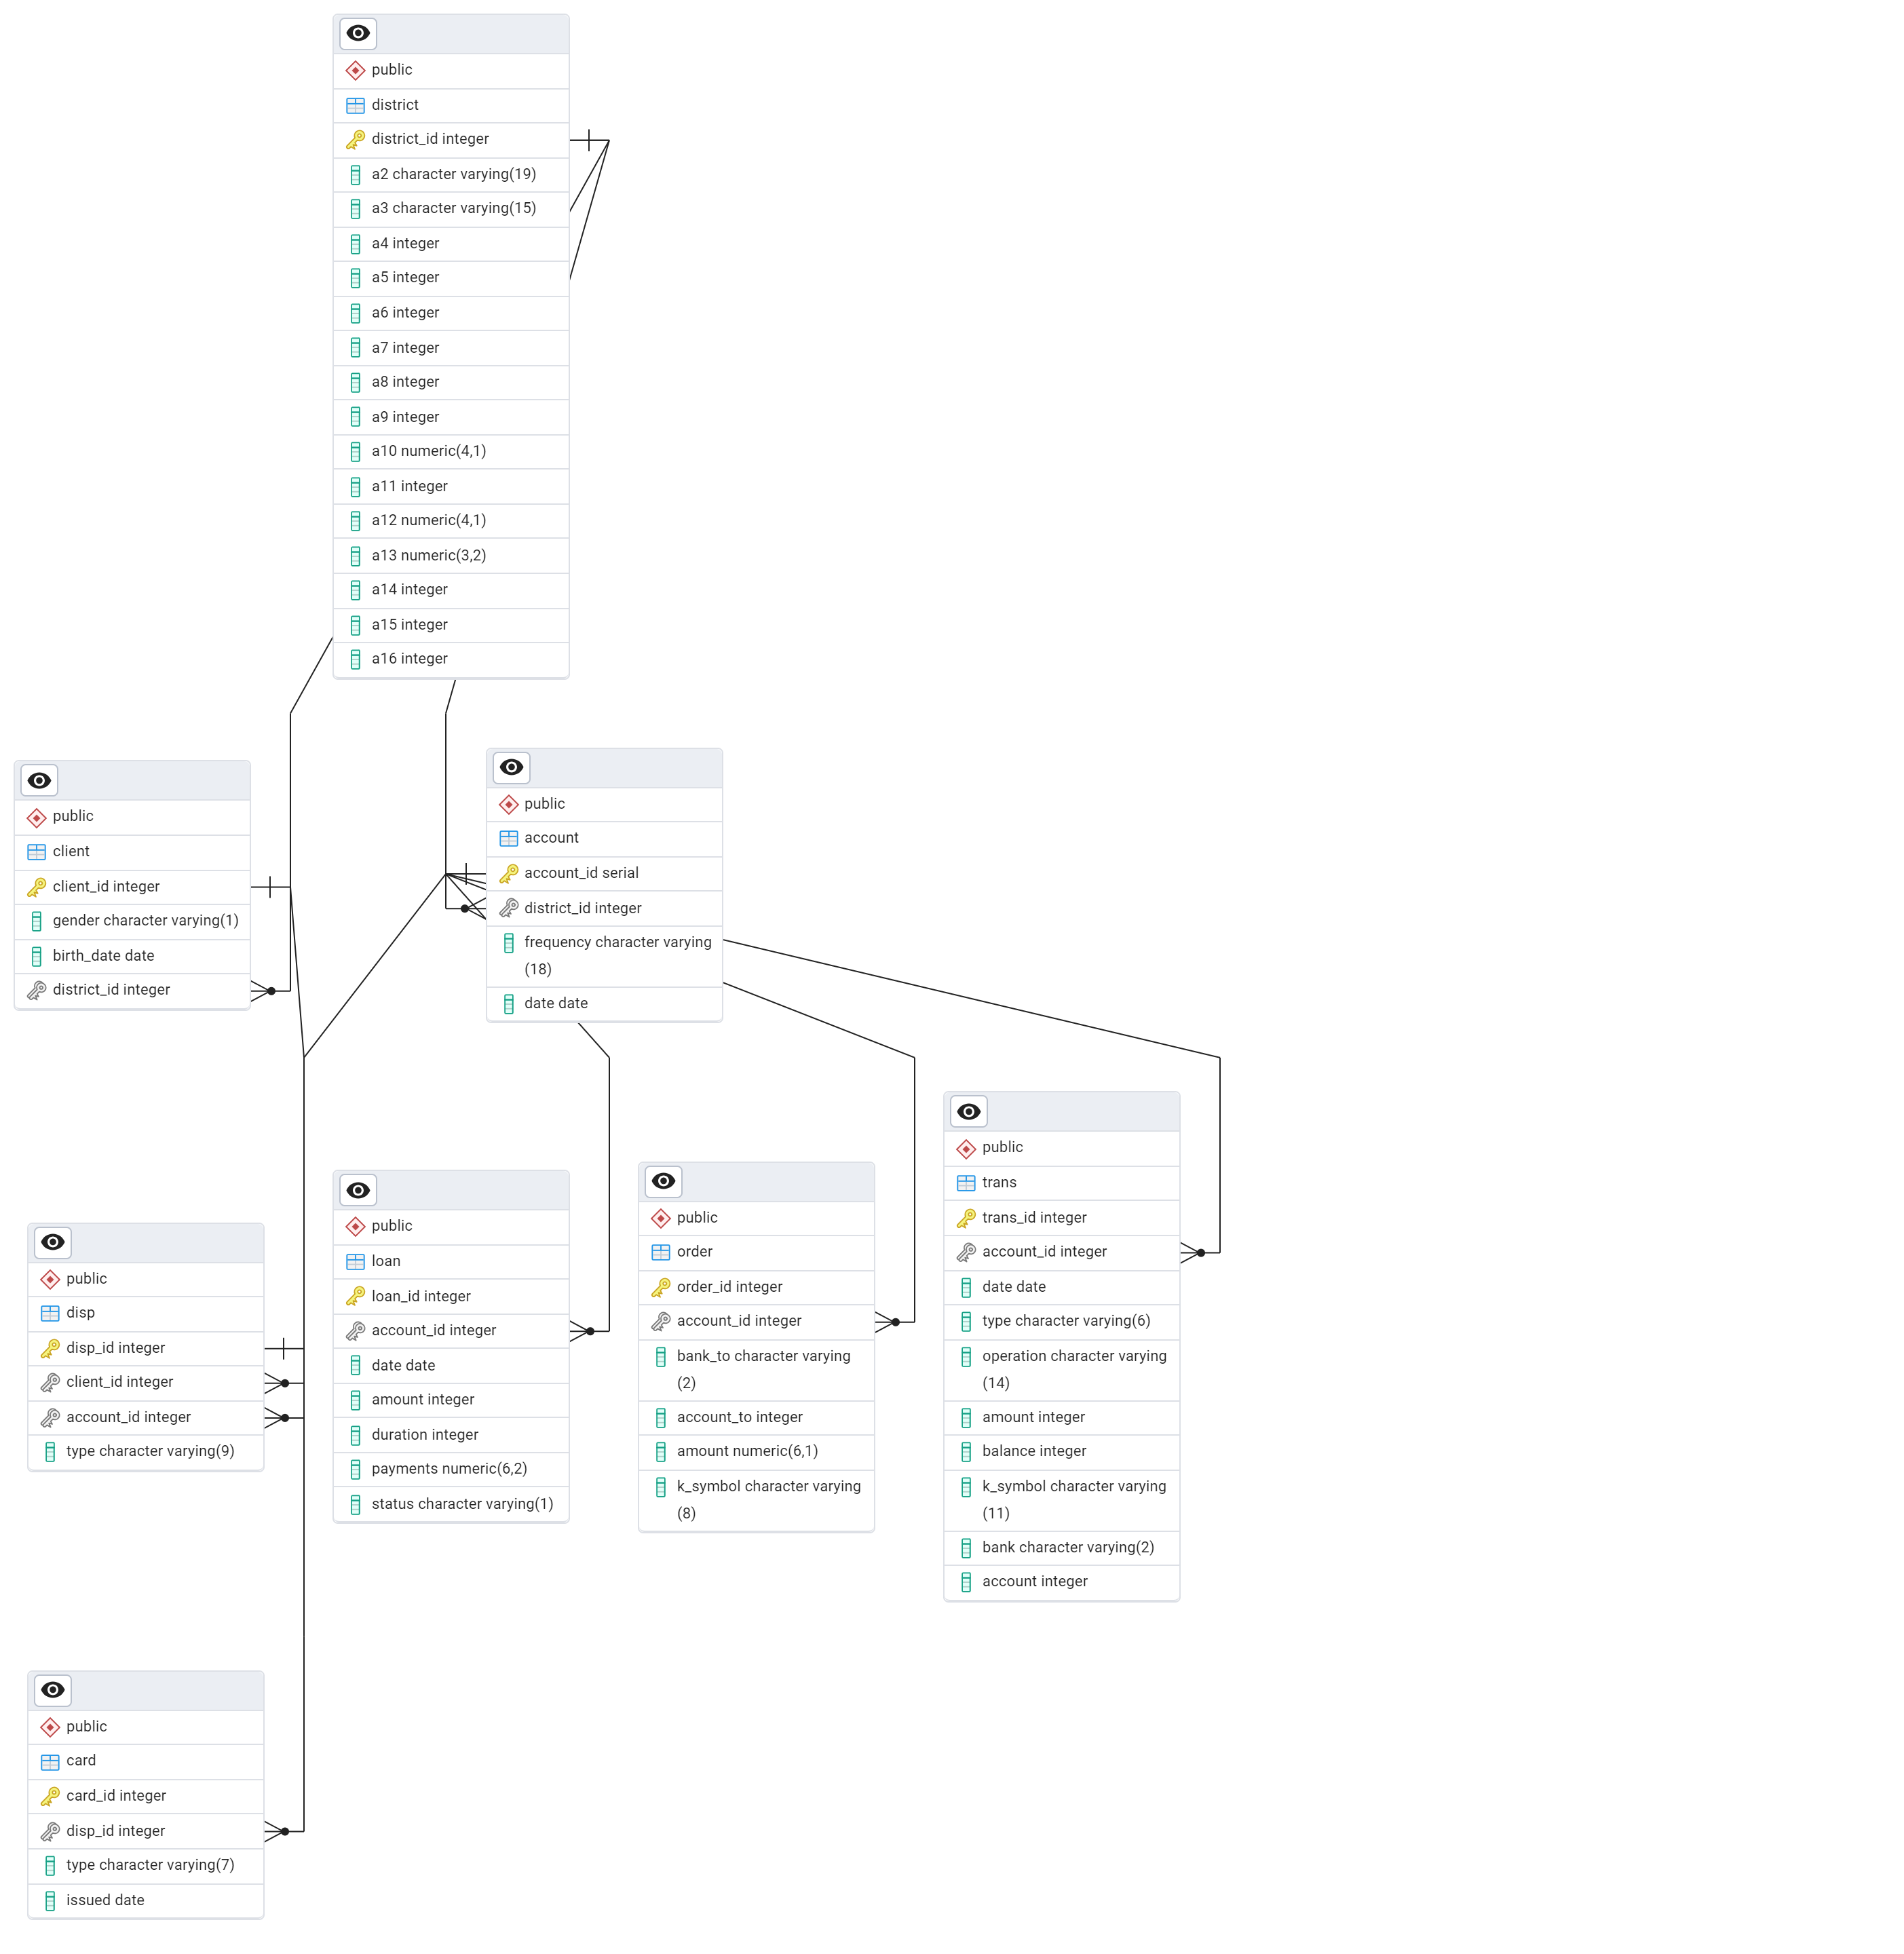 public
district
district_id integer
a2 character varying(19)
a3 character varying(15)
a4 integer
a5 integer
a6 integer
a7 integer
a8 integer
a9 integer
a10 numeric(4,1)
a11 integer
a12 numeric(4,1)
a13 numeric(3,2)
a14 integer
a15 integer
a16 integer
public
client
client_id integer
gender character varying(1)
birth_date date
district_id integer
public
account
account_id serial
district_id integer
frequency character varying
(18)
date date
public
disp
disp_id integer
client_id integer
account_id integer
type character varying(9)
public
loan
loan_id integer
account_id integer
date date
amount integer
duration integer
payments numeric(6,2)
status character varying(1)
public
order
order_id integer
account_id integer
bank_to character varying
(2)
account_to integer
amount numeric(6,1)
k_symbol character varying
(8)
public
trans
trans_id integer
account_id integer
date date
type character varying(6)
operation character varying
(14)
amount integer
balance integer
k_symbol character varying
(11)
bank character varying(2)
account integer
public
card
card_id integer
disp_id integer
type character varying(7)
issued date